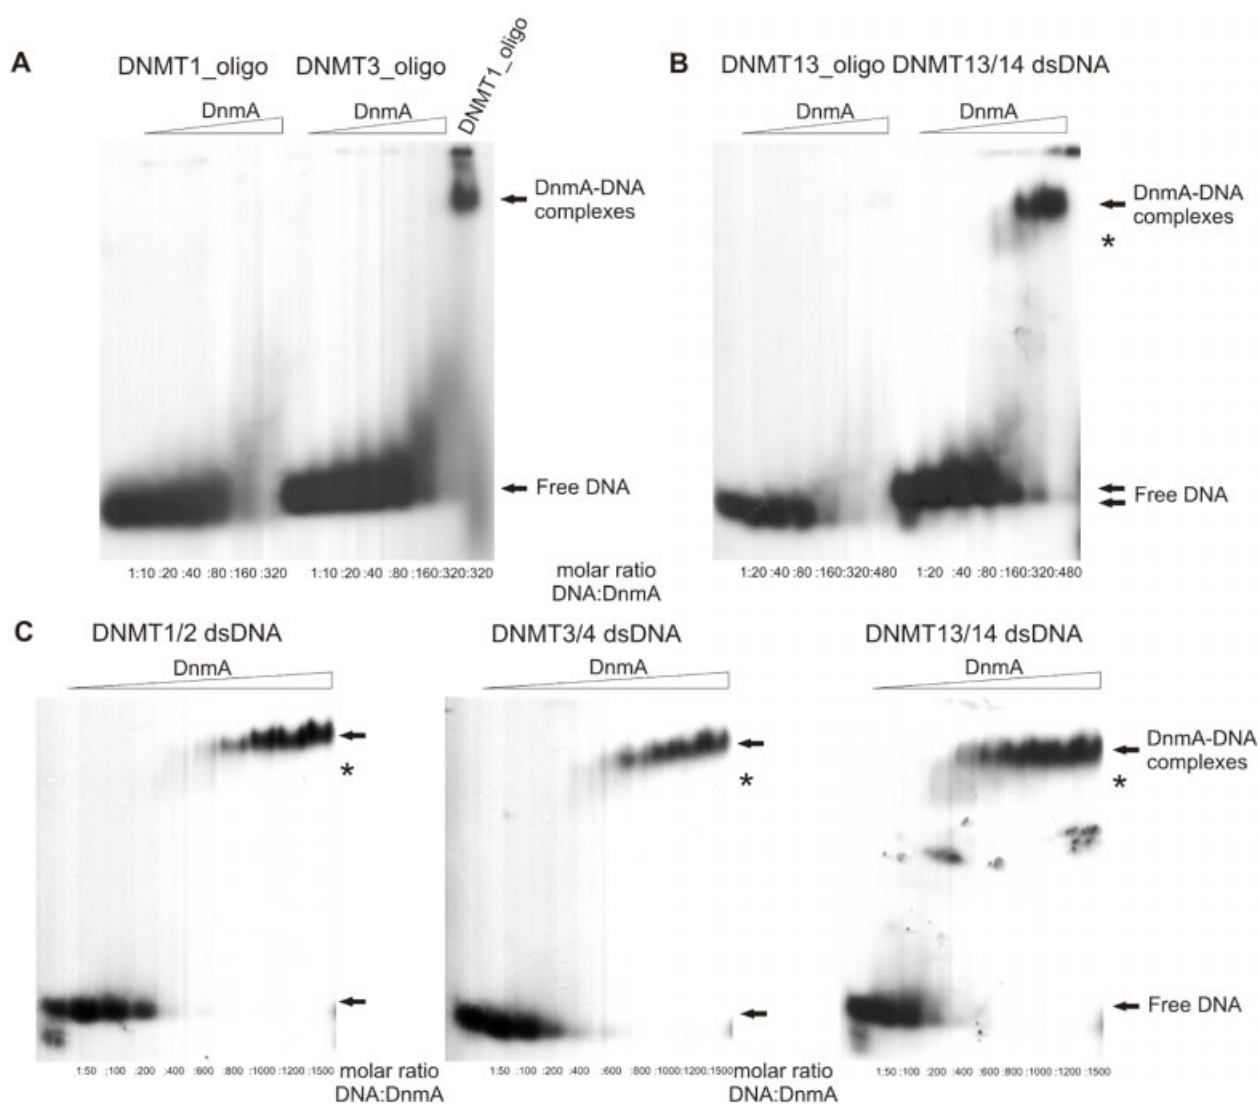 A
DNMT1_oligo DNMT3_oligo DNMT1_oligo
DnmA DnmA
DnmA-DNA
complexes
Free DNA
1:10 :20 :40 :80 :160 :320 1:10 :20 :40 :80 :160:320:320
molar ratio
DNA:DnmA
B
DNMT13_oligo DNMT13/14 dsDNA
DnmA DnmA
DnmA-DNA
complexes
*
Free DNA
1:20 :40 :80 :160:320:480 1:20 :40 :80 :160:320:480
C
DNMT1/2 dsDNA DNMT3/4 dsDNA DNMT13/14 dsDNA
DnmA DnmA DnmA
DnmA-DNA
complexes
* * *
Free DNA
1:50 :100 :200 :400 :600 :800 :1000 :1200 :1500 molar ratio 1:50 :100 :200 :400 :600 :800 :1000:1200:1500 molar ratio 1:50 :100 :200 :400 :600 :800 :1000 :1200 :1500
DNA:DnmA DNA:DnmA